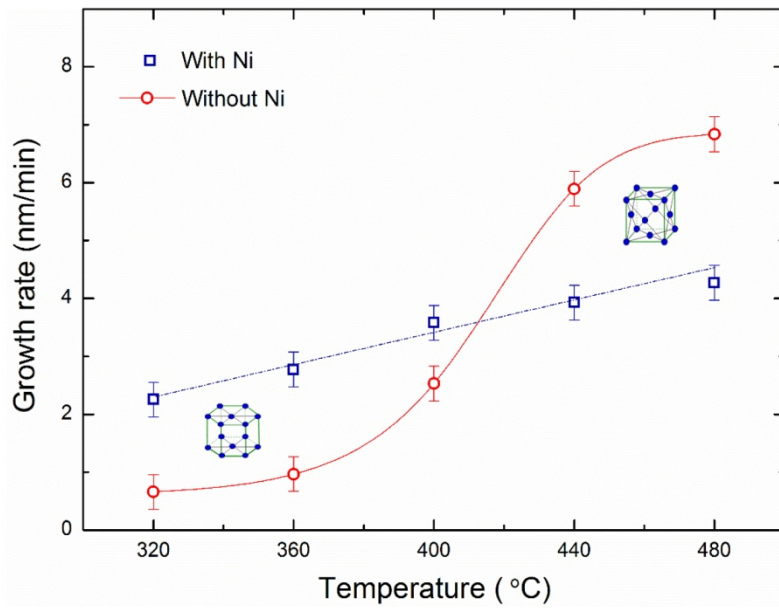 With Ni
Without Ni
Growth rate (nm/min)
8
6
4
2
0
320 360 400 440 480
Temperature ( °C)